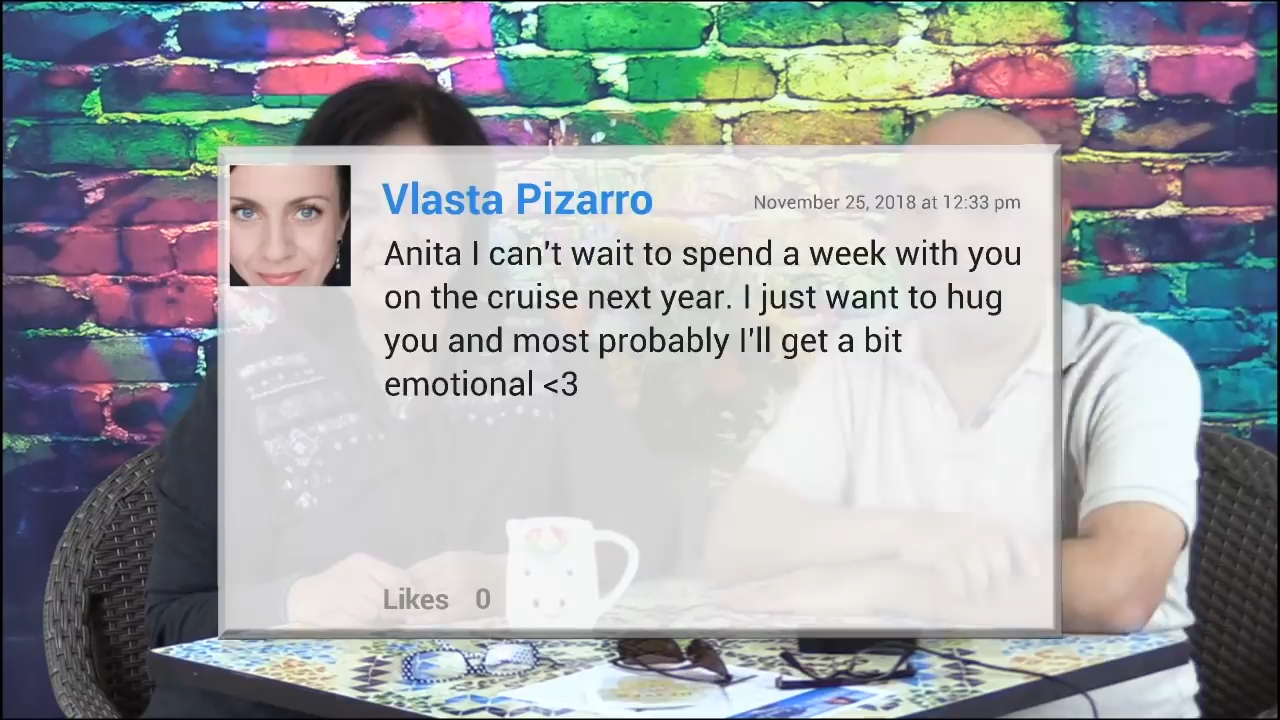 Vlasta Pizarro
November 25, 2018 at 12:33 pm
Anita I can't wait to spend a week with you
on the cruise next year. I just want to hug
you and most probably I'll get a bit
emotional <3
Likes 0